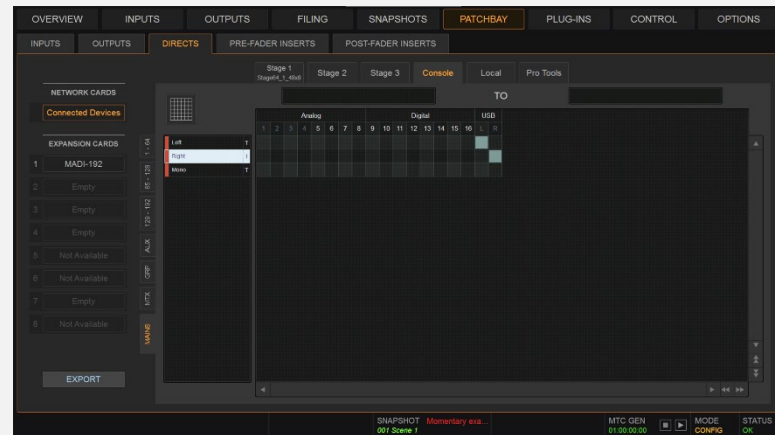 OVERVIEW INPUTS OUTPUTS FILING SNAPSHOTS PATCHBAY PLUG-INS CONTROL OPTIONS
INPUTS OUTPUTS DIRECTS PRE-FADER INSERTS POST-FADER INSERTS
Stage 1
Stage64_1_48x8
Stage 2 Stage 3 Console Local Pro Tools
NETWORK CARDS
Connected Devices
TO
EXPANSION CARDS
1 MADI-192
2 Empty
3 Empty
4 Empty
5 Not Available
6 Not Available
7 Empty
8 Not Available
EXPORT
1 - 64
65 - 128
129 - 192
AUX
GRP
MTX
MAINS
Analog Digital USB
1 2 3 4 5 6 7 8 9 10 11 12 13 14 15 16 L R
Left T
Right T
Mono T
SNAPSHOT Momentary exa...
001 Scene 1
MTC GEN
01:00:00:00
MODE
CONFIG
STATUS
OK